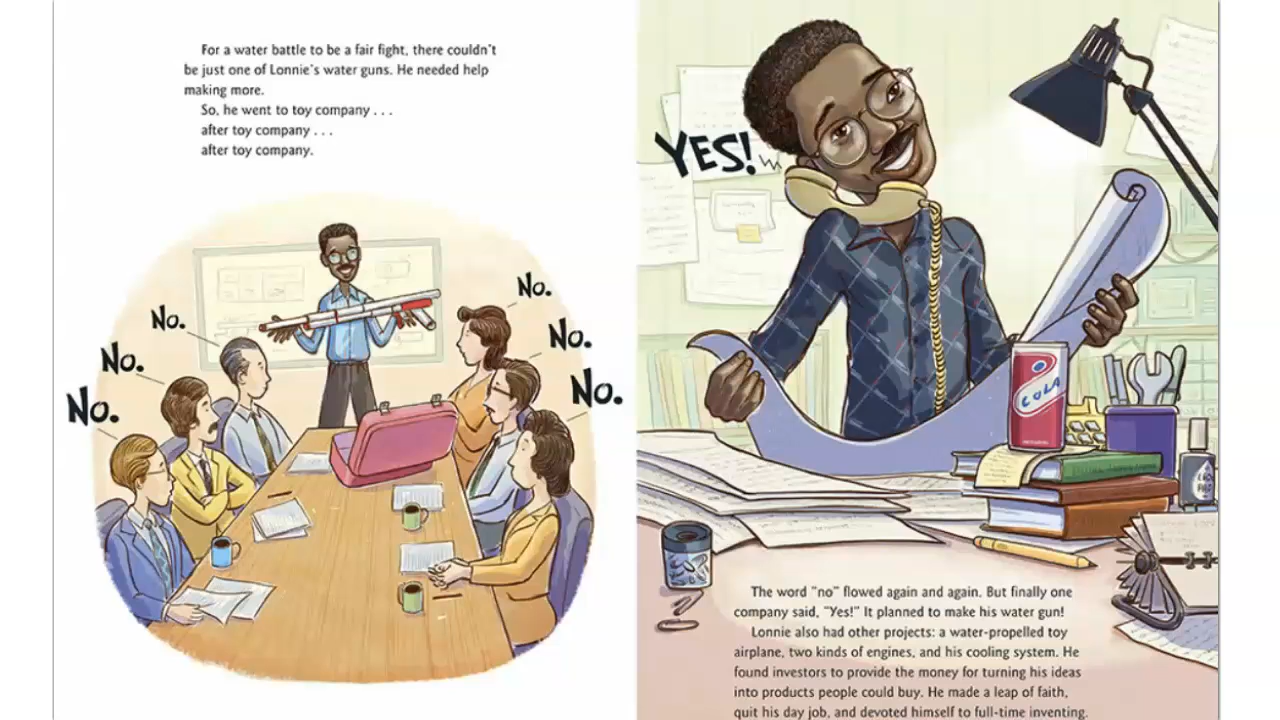 For a water battle to be a fair fight, there couldn't
be just one of Lonnie's water guns. He needed help
making more.
So, he went to toy company . . .
after toy company . . .
after toy company.
No.
No.
No.
No.
No.
No.
YES!
COLA
The word "no" flowed again and again. But finally one
company said, "Yes!" It planned to make his water gun!
Lonnie also had other projects: a water-propelled toy
airplane, two kinds of engines, and his cooling system. He
found investors to provide the money for turning his ideas
into products people could buy. He made a leap of faith,
quit his day job, and devoted himself to full-time inventing.